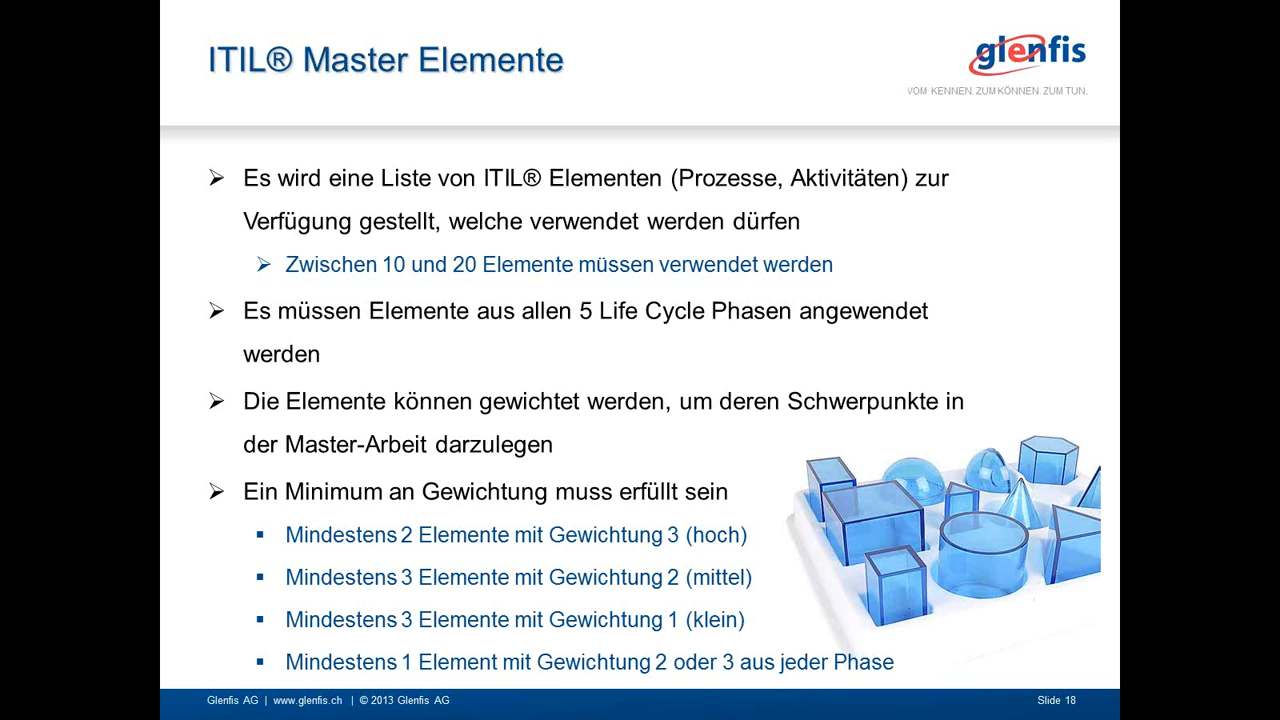 ITIL® Master Elemente
glenfis
VOM KENNEN. ZUM KÖNNEN. ZUM TUN.
Es wird eine Liste von ITIL® Elementen (Prozesse, Aktivitäten) zur
Verfügung gestellt, welche verwendet werden dürfen
Zwischen 10 und 20 Elemente müssen verwendet werden
Es müssen Elemente aus allen 5 Life Cycle Phasen angewendet
werden
Die Elemente können gewichtet werden, um deren Schwerpunkte in
der Master-Arbeit darzulegen
Ein Minimum an Gewichtung muss erfüllt sein
Mindestens 2 Elemente mit Gewichtung 3 (hoch)
Mindestens 3 Elemente mit Gewichtung 2 (mittel)
Mindestens 3 Elemente mit Gewichtung 1 (klein)
Mindestens 1 Element mit Gewichtung 2 oder 3 aus jeder Phase
Glenfis AG | www.glenfis.ch | © 2013 Glenfis AG
Slide 18